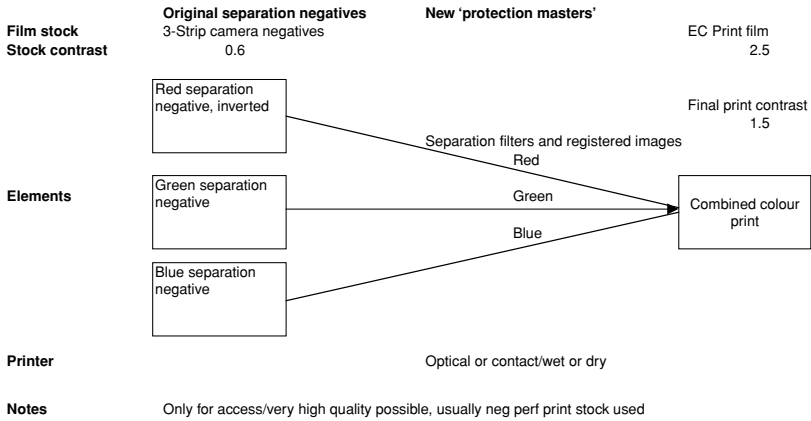 Original separation negatives
New ‘protection masters’
Film stock
3-Strip camera negatives
EC Print film
Stock contrast
0.6
2.5
Red separation
negative, inverted
Final print contrast
1.5
Separation filters and registered images
Red
Elements
Green separation
negative
Green
Combined colour
print
Blue
Blue separation
negative
Printer
Optical or contact/wet or dry
Notes
Only for access/very high quality possible, usually neg perf print stock used